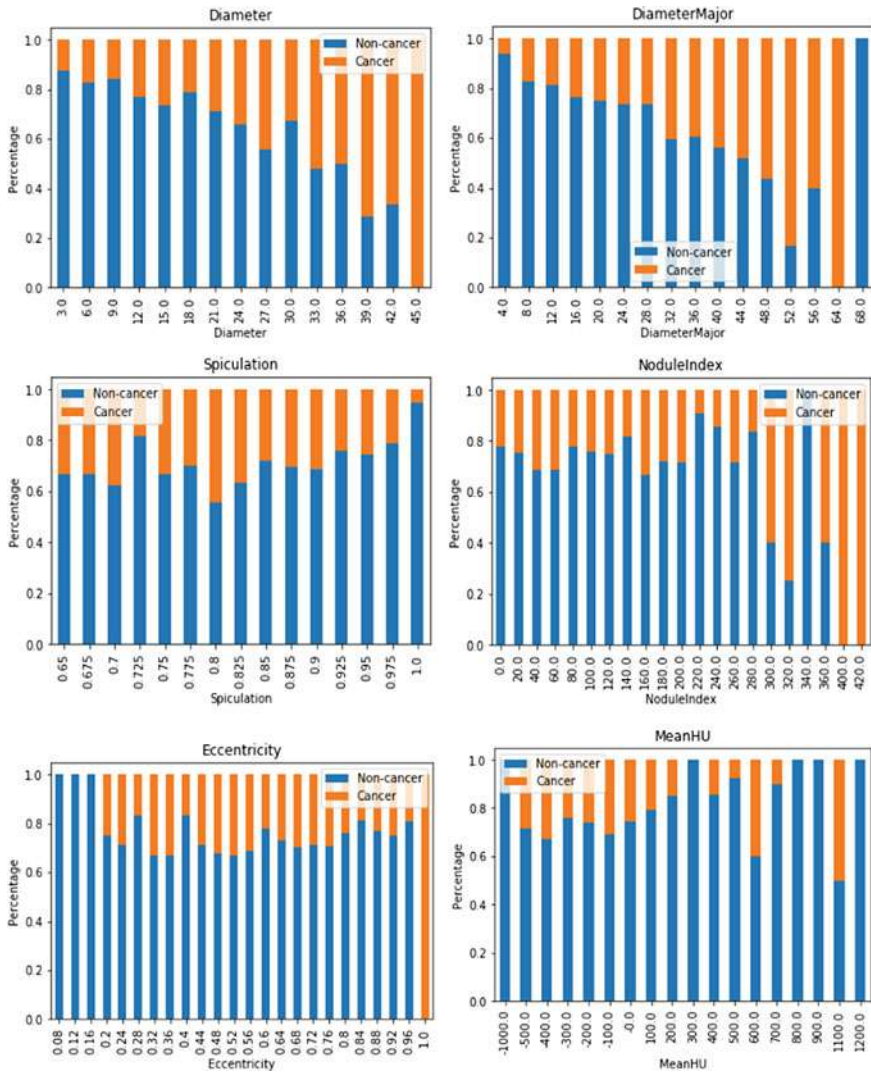 Diameter
1.0
0.8
0.6
0.4
0.2
0.0
Percentage
Non-cancer
Cancer
3.0 6.0 9.0 12.0 15.0 18.0 21.0 24.0 27.0 30.0 33.0 36.0 39.0 42.0 45.0
Diameter
DiameterMajor
1.0
0.8
0.6
0.4
0.2
0.0
Percentage
Non-cancer
Cancer
4.0 8.0 12.0 16.0 20.0 24.0 28.0 32.0 36.0 40.0 44.0 48.0 52.0 56.0 64.0 68.0
DiameterMajor
Spiculation
1.0
0.8
0.6
0.4
0.2
0.0
Percentage
Non-cancer
Cancer
0.65 0.675 0.7 0.725 0.75 0.775 0.8 0.825 0.85 0.875 0.9 0.925 0.95 0.975 1.0
Spiculation
NoduleIndex
1.0
0.8
0.6
0.4
0.2
0.0
Percentage
Non-cancer
Cancer
0.0 20.0 40.0 60.0 80.0 100.0 120.0 140.0 160.0 180.0 200.0 220.0 240.0 260.0 280.0 300.0 320.0 340.0 360.0 400.0 420.0
NoduleIndex
Eccentricity
1.0
0.8
0.6
0.4
0.2
0.0
Percentage
Non-cancer
Cancer
0.08 0.12 0.16 0.2 0.24 0.28 0.32 0.36 0.4 0.44 0.48 0.52 0.56 0.6 0.64 0.68 0.72 0.76 0.8 0.84 0.88 0.92 0.96 1.0
Eccentricity
MeanHU
1.0
0.8
0.6
0.4
0.2
0.0
Percentage
Non-cancer
Cancer
-1000.0 -500.0 -400.0 -300.0 -200.0 -100.0 -0.0 100.0 200.0 300.0 400.0 500.0 600.0 700.0 800.0 900.0 1100.0 1200.0
MeanHU